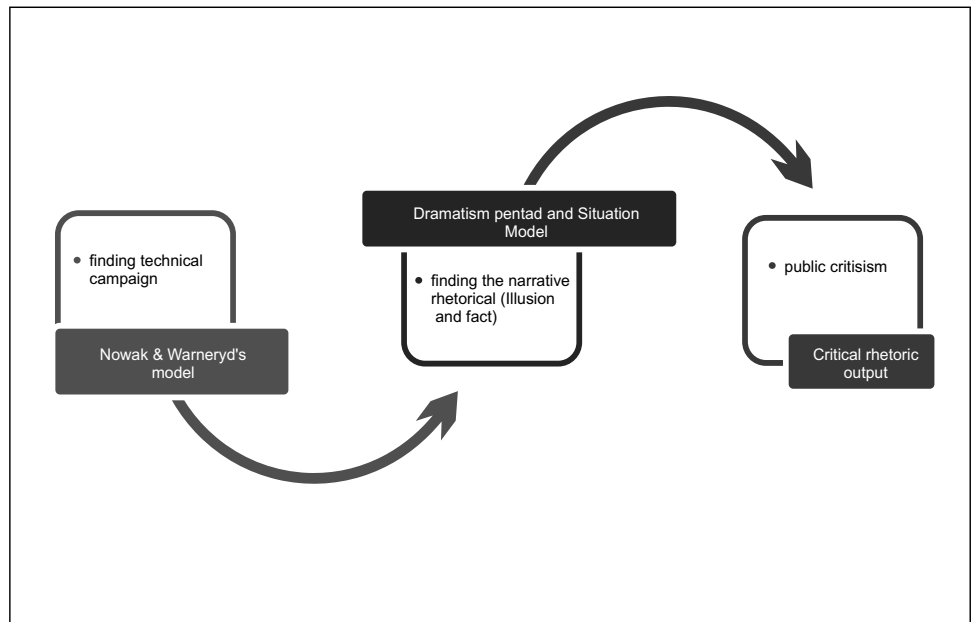 finding technical
campaign
Nowak & Warneryd's
model
Dramatism pentad and Situation
Model
finding the narrative
rhetorical (Illusion
and fact)
public critisism
Critical rhetoric
output